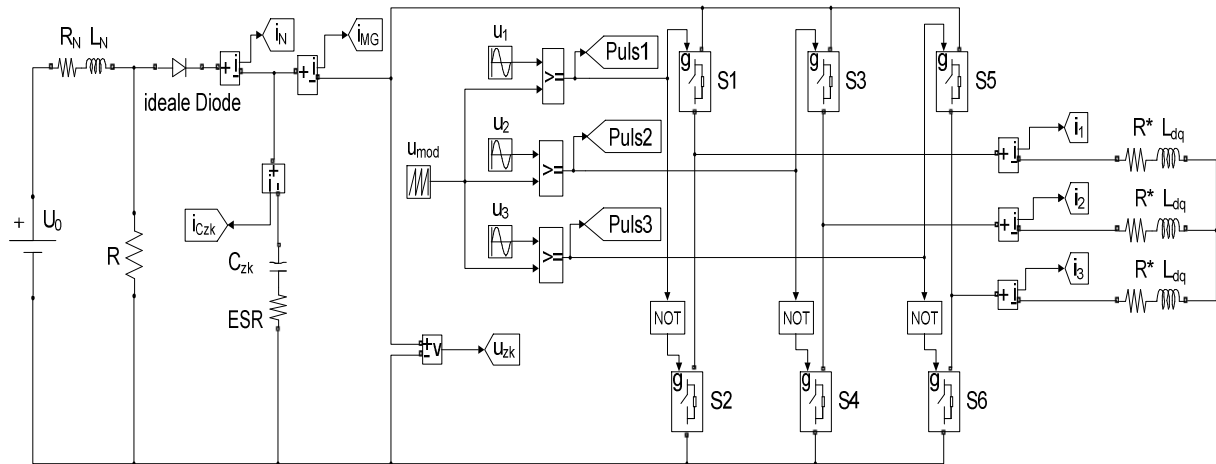 R_N L_N
i_N
i_MG
ideale Diode
+
U_0
R
i_Czk
C_zk
ESR
u_1
u_2
u_mod
u_3
>=
>=
>=
Puls1
Puls2
Puls3
NOT
NOT
NOT
u_zk
+
-
v
g
S1
g
S3
g
S5
g
S2
g
S4
g
S6
+
i
-
i_1
R* L_dq
+
i
-
i_2
R* L_dq
+
i
-
i_3
R* L_dq
+
i
-
+
i
-
+
i
-